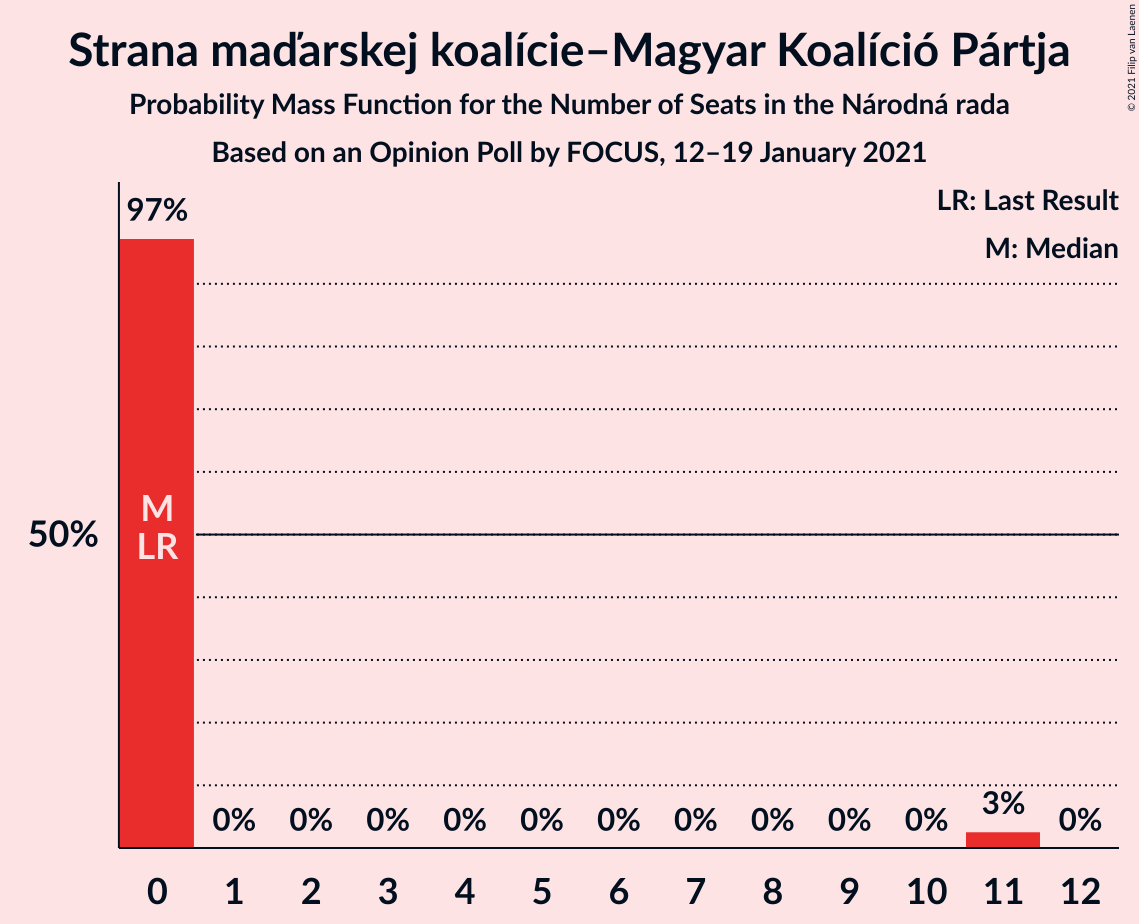 Strana maďarskej koalície–Magyar Koalíció Pártja
Probability Mass Function for the Number of Seats in the Národná rada
Based on an Opinion Poll by FOCUS, 12–19 January 2021
© 2021 Filip van Laenen
LR: Last Result
M: Median
97%
M
LR
50%
0% 0% 0% 0% 0% 0% 0% 0% 0% 0% 3% 0%
0 1 2 3 4 5 6 7 8 9 10 11 12